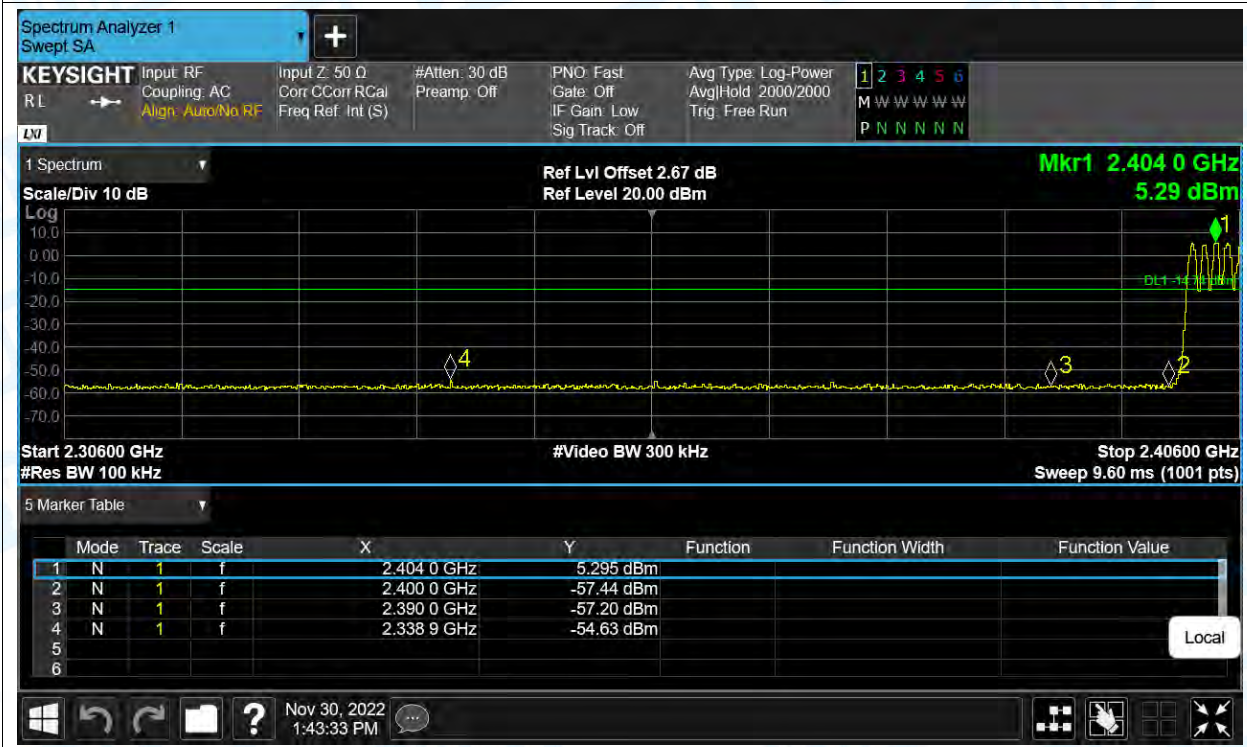 Spectrum Analyzer 1
Swept SA
+
KEYSIGHT Input: RF Input Z: 50 Ω #Atten: 30 dB PNO: Fast Avg Type: Log-Power 1 2 3 4 5 6
RL Coupling: AC Corr CCorr RCal Preamp: Off Gate: Off Avg|Hold: 2000/2000 M W W W W W
Align: Auto/No RF Freq Ref: Int (S) IF Gain: Low Trig: Free Run
LXI Sig Track: Off P N N N N N
1 Spectrum Ref Lvl Offset 2.67 dB Mkr1 2.404 0 GHz
Scale/Div 10 dB Ref Level 20.00 dBm 5.29 dBm
Log
1
10.0
0.00
-10.0
DL1 -14.74 dBm
-20.0
-30.0
-40.0
4 3 2
-50.0
-60.0
-70.0
Start 2.30600 GHz #Video BW 300 kHz Stop 2.40600 GHz
#Res BW 100 kHz Sweep 9.60 ms (1001 pts)
5 Marker Table
Mode Trace Scale X Y Function Function Width Function Value
1 N 1 f 2.404 0 GHz 5.295 dBm
2 N 1 f 2.400 0 GHz -57.44 dBm
3 N 1 f 2.390 0 GHz -57.20 dBm
4 N 1 f 2.338 9 GHz -54.63 dBm
5
6
Local
? Nov 30, 2022
1:43:33 PM